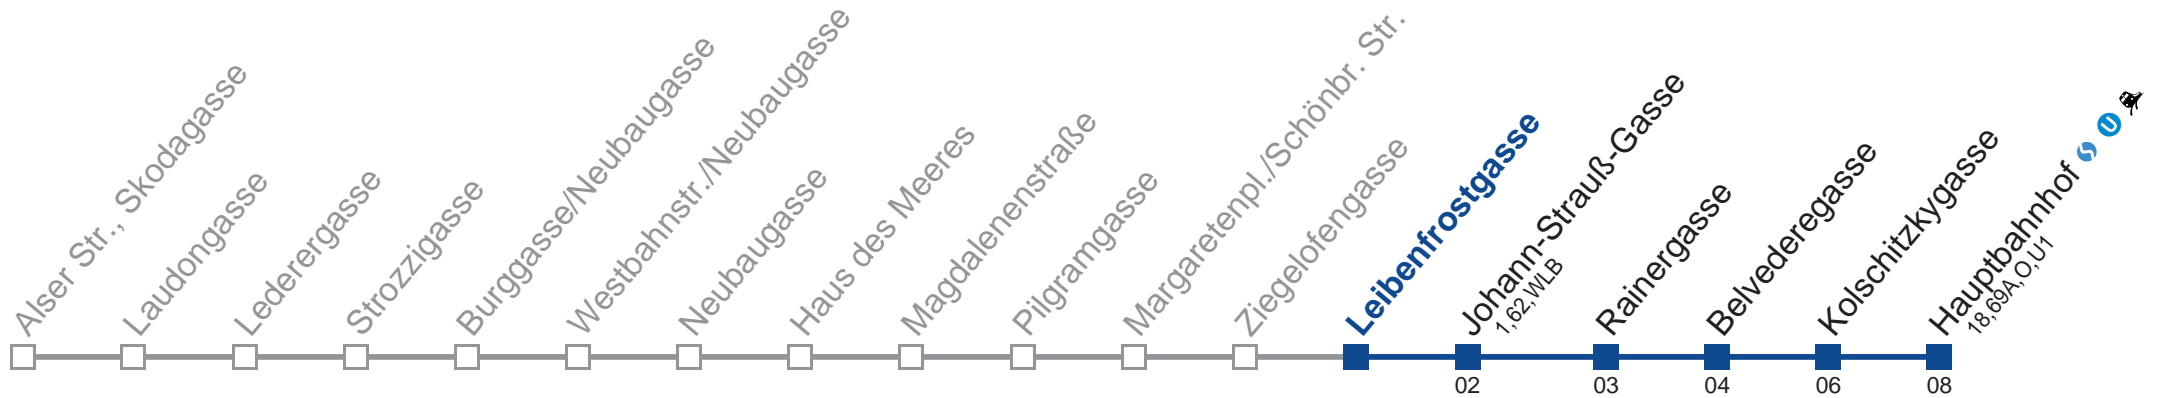 Alser Str., Skodagasse
Laudongasse
Lederergasse
Strozzigasse
Burggasse/Neubaugasse
Westbahnstr./Neubaugasse
Neubaugasse
Haus des Meeres
Magdalenenstraße
Pilgramgasse
Margaretenpl./Schönbr. Str.
Ziegelofengasse
Leibenfrostgasse
Johann-Strauß-Gasse
1,62,WLB
02
Rainergasse
03
Belvederegasse
04
Kolschitzkygasse
06
Hauptbahnhof S U
18,69A,O,U1
08